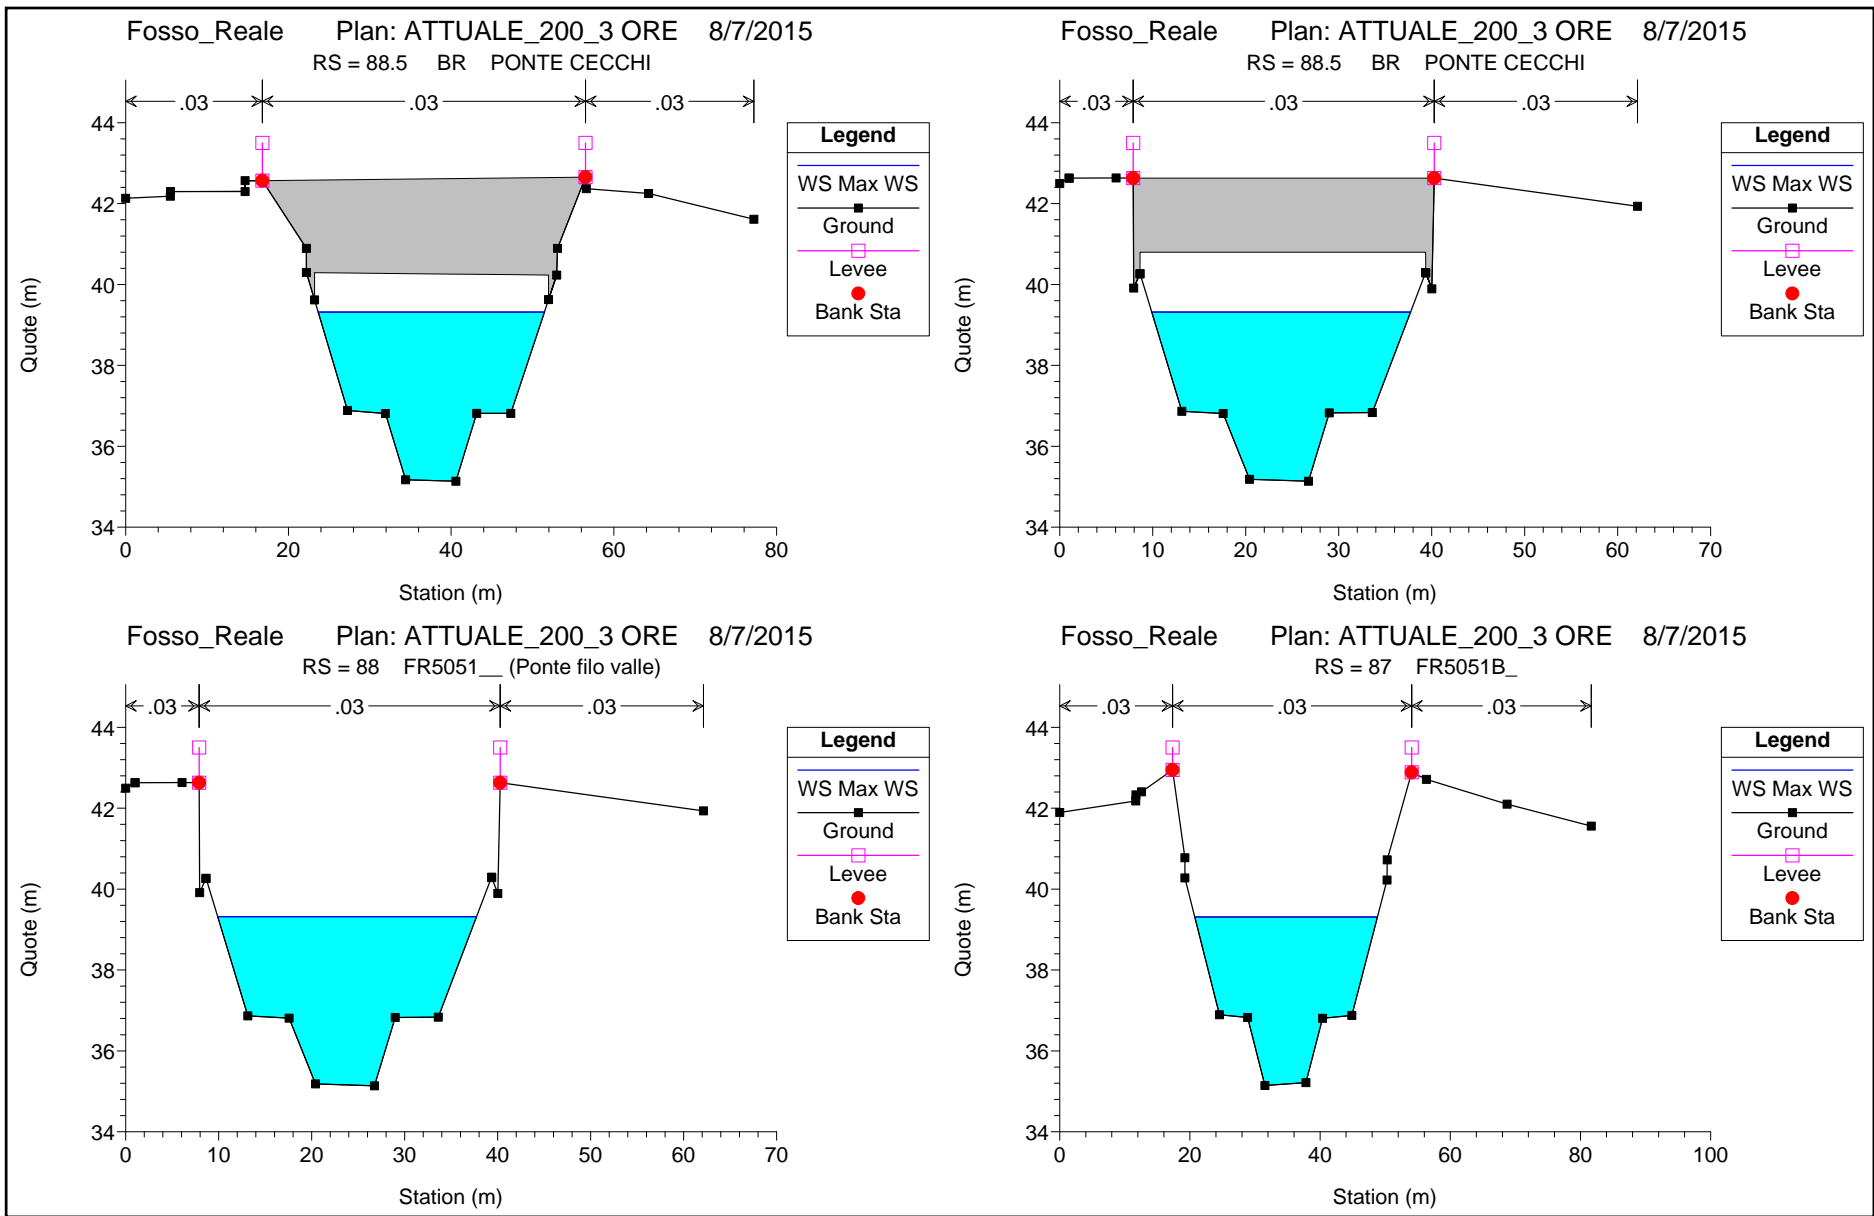 Fosso_Reale Plan: ATTUALE_200_3 ORE 8/7/2015
RS = 88.5 BR PONTE CECCHI
.03 .03 .03
44
42
40
38
36
34
Quote (m)
0 20 40 60 80
Station (m)
Legend
WS Max WS
Ground
Levee
Bank Sta
Fosso_Reale Plan: ATTUALE_200_3 ORE 8/7/2015
RS = 88.5 BR PONTE CECCHI
.03 .03 .03
44
42
40
38
36
34
Quote (m)
0 10 20 30 40 50 60 70
Station (m)
Legend
WS Max WS
Ground
Levee
Bank Sta
Fosso_Reale Plan: ATTUALE_200_3 ORE 8/7/2015
RS = 88 FR5051__ (Ponte filo valle)
.03 .03 .03
44
42
40
38
36
34
Quote (m)
0 10 20 30 40 50 60 70
Station (m)
Legend
WS Max WS
Ground
Levee
Bank Sta
Fosso_Reale Plan: ATTUALE_200_3 ORE 8/7/2015
RS = 87 FR5051B_
.03 .03 .03
44
42
40
38
36
34
Quote (m)
0 20 40 60 80 100
Station (m)
Legend
WS Max WS
Ground
Levee
Bank Sta